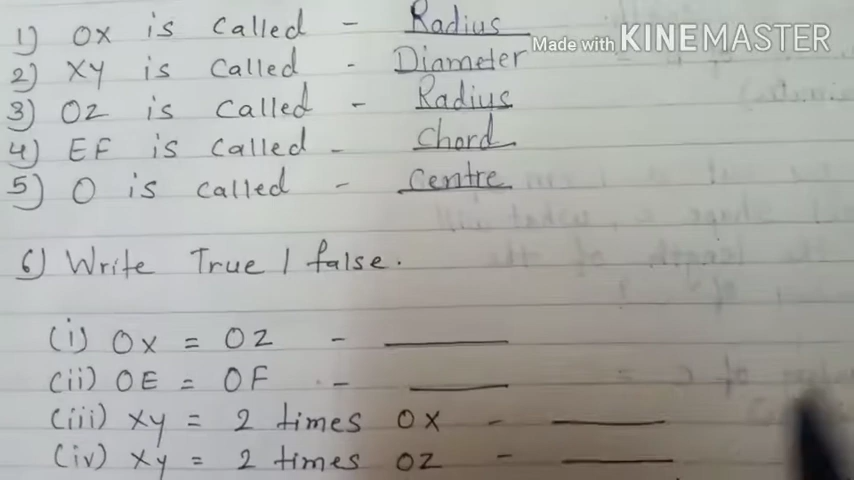 1) OX is called - Radius
Made with KINEMASTER
2) XY is called - Diameter
3) OZ is called - Radius
4) EF is called - Chord
5) O is called - Centre
6) Write True / false.
(i) OX = OZ -
(ii) OE = OF -
(iii) XY = 2 times OX -
(iv) XY = 2 times OZ -